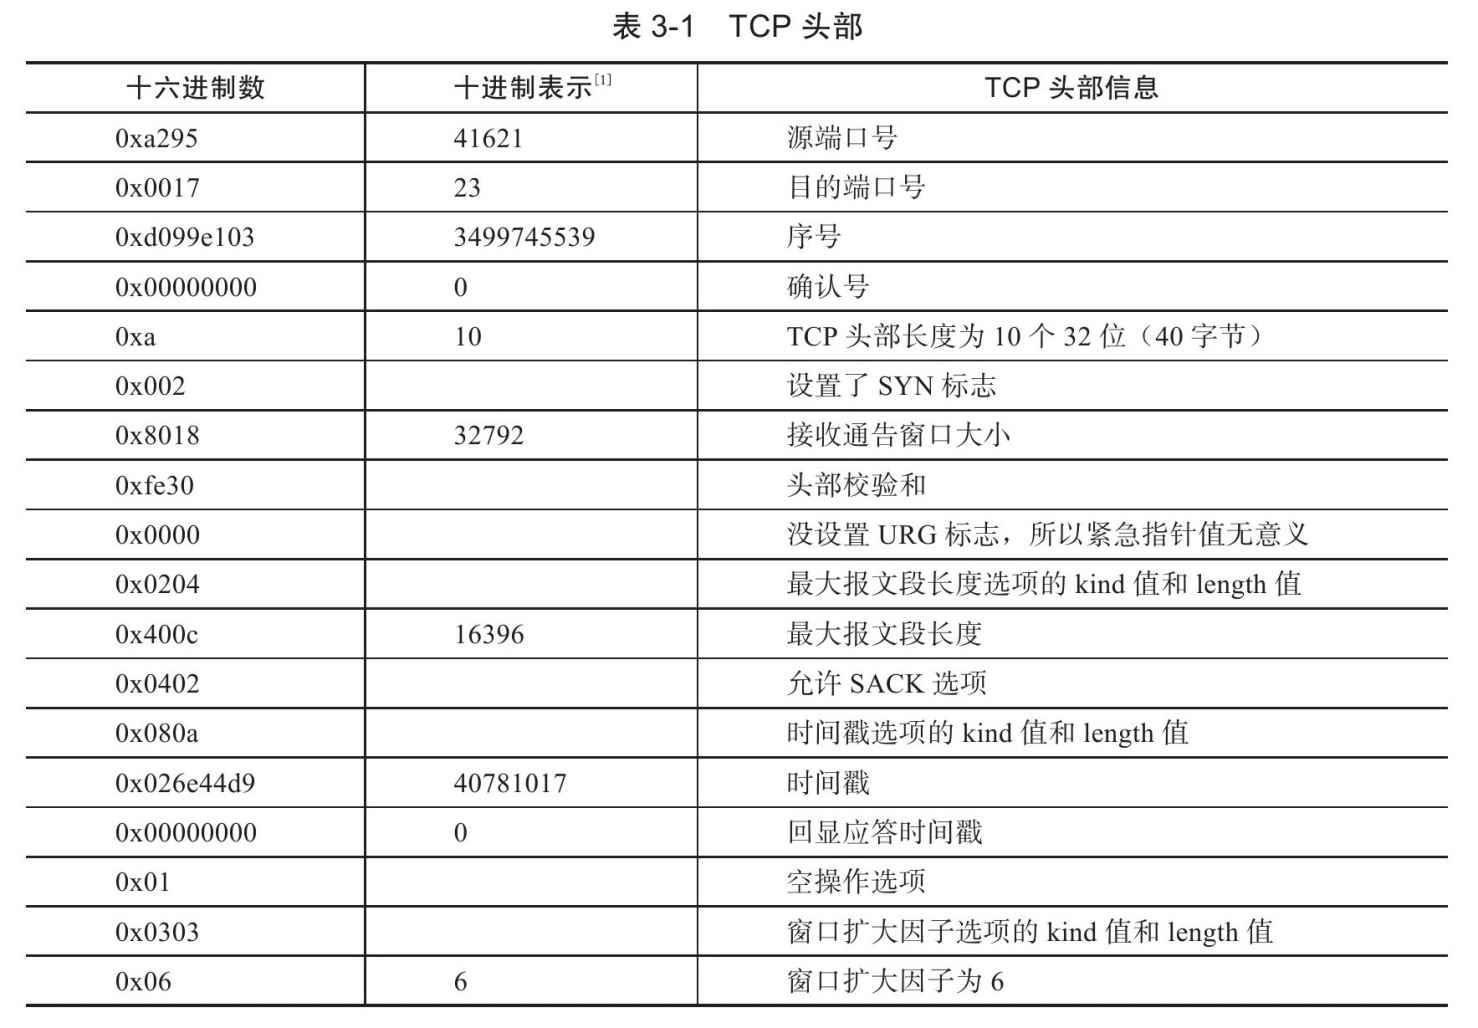 表 3-1 TCP 头部
十六进制数 十进制表示[1] TCP 头部信息
0xa295 41621 源端口号
0x0017 23 目的端口号
0xd099e103 3499745539 序号
0x00000000 0 确认号
0xa 10 TCP 头部长度为 10 个 32 位（40 字节）
0x002 设置了 SYN 标志
0x8018 32792 接收通告窗口大小
0xfe30 头部校验和
0x0000 没设置 URG 标志，所以紧急指针值无意义
0x0204 最大报文段长度选项的 kind 值和 length 值
0x400c 16396 最大报文段长度
0x0402 允许 SACK 选项
0x080a 时间戳选项的 kind 值和 length 值
0x026e44d9 40781017 时间戳
0x00000000 0 回显应答时间戳
0x01 空操作选项
0x0303 窗口扩大因子选项的 kind 值和 length 值
0x06 6 窗口扩大因子为 6